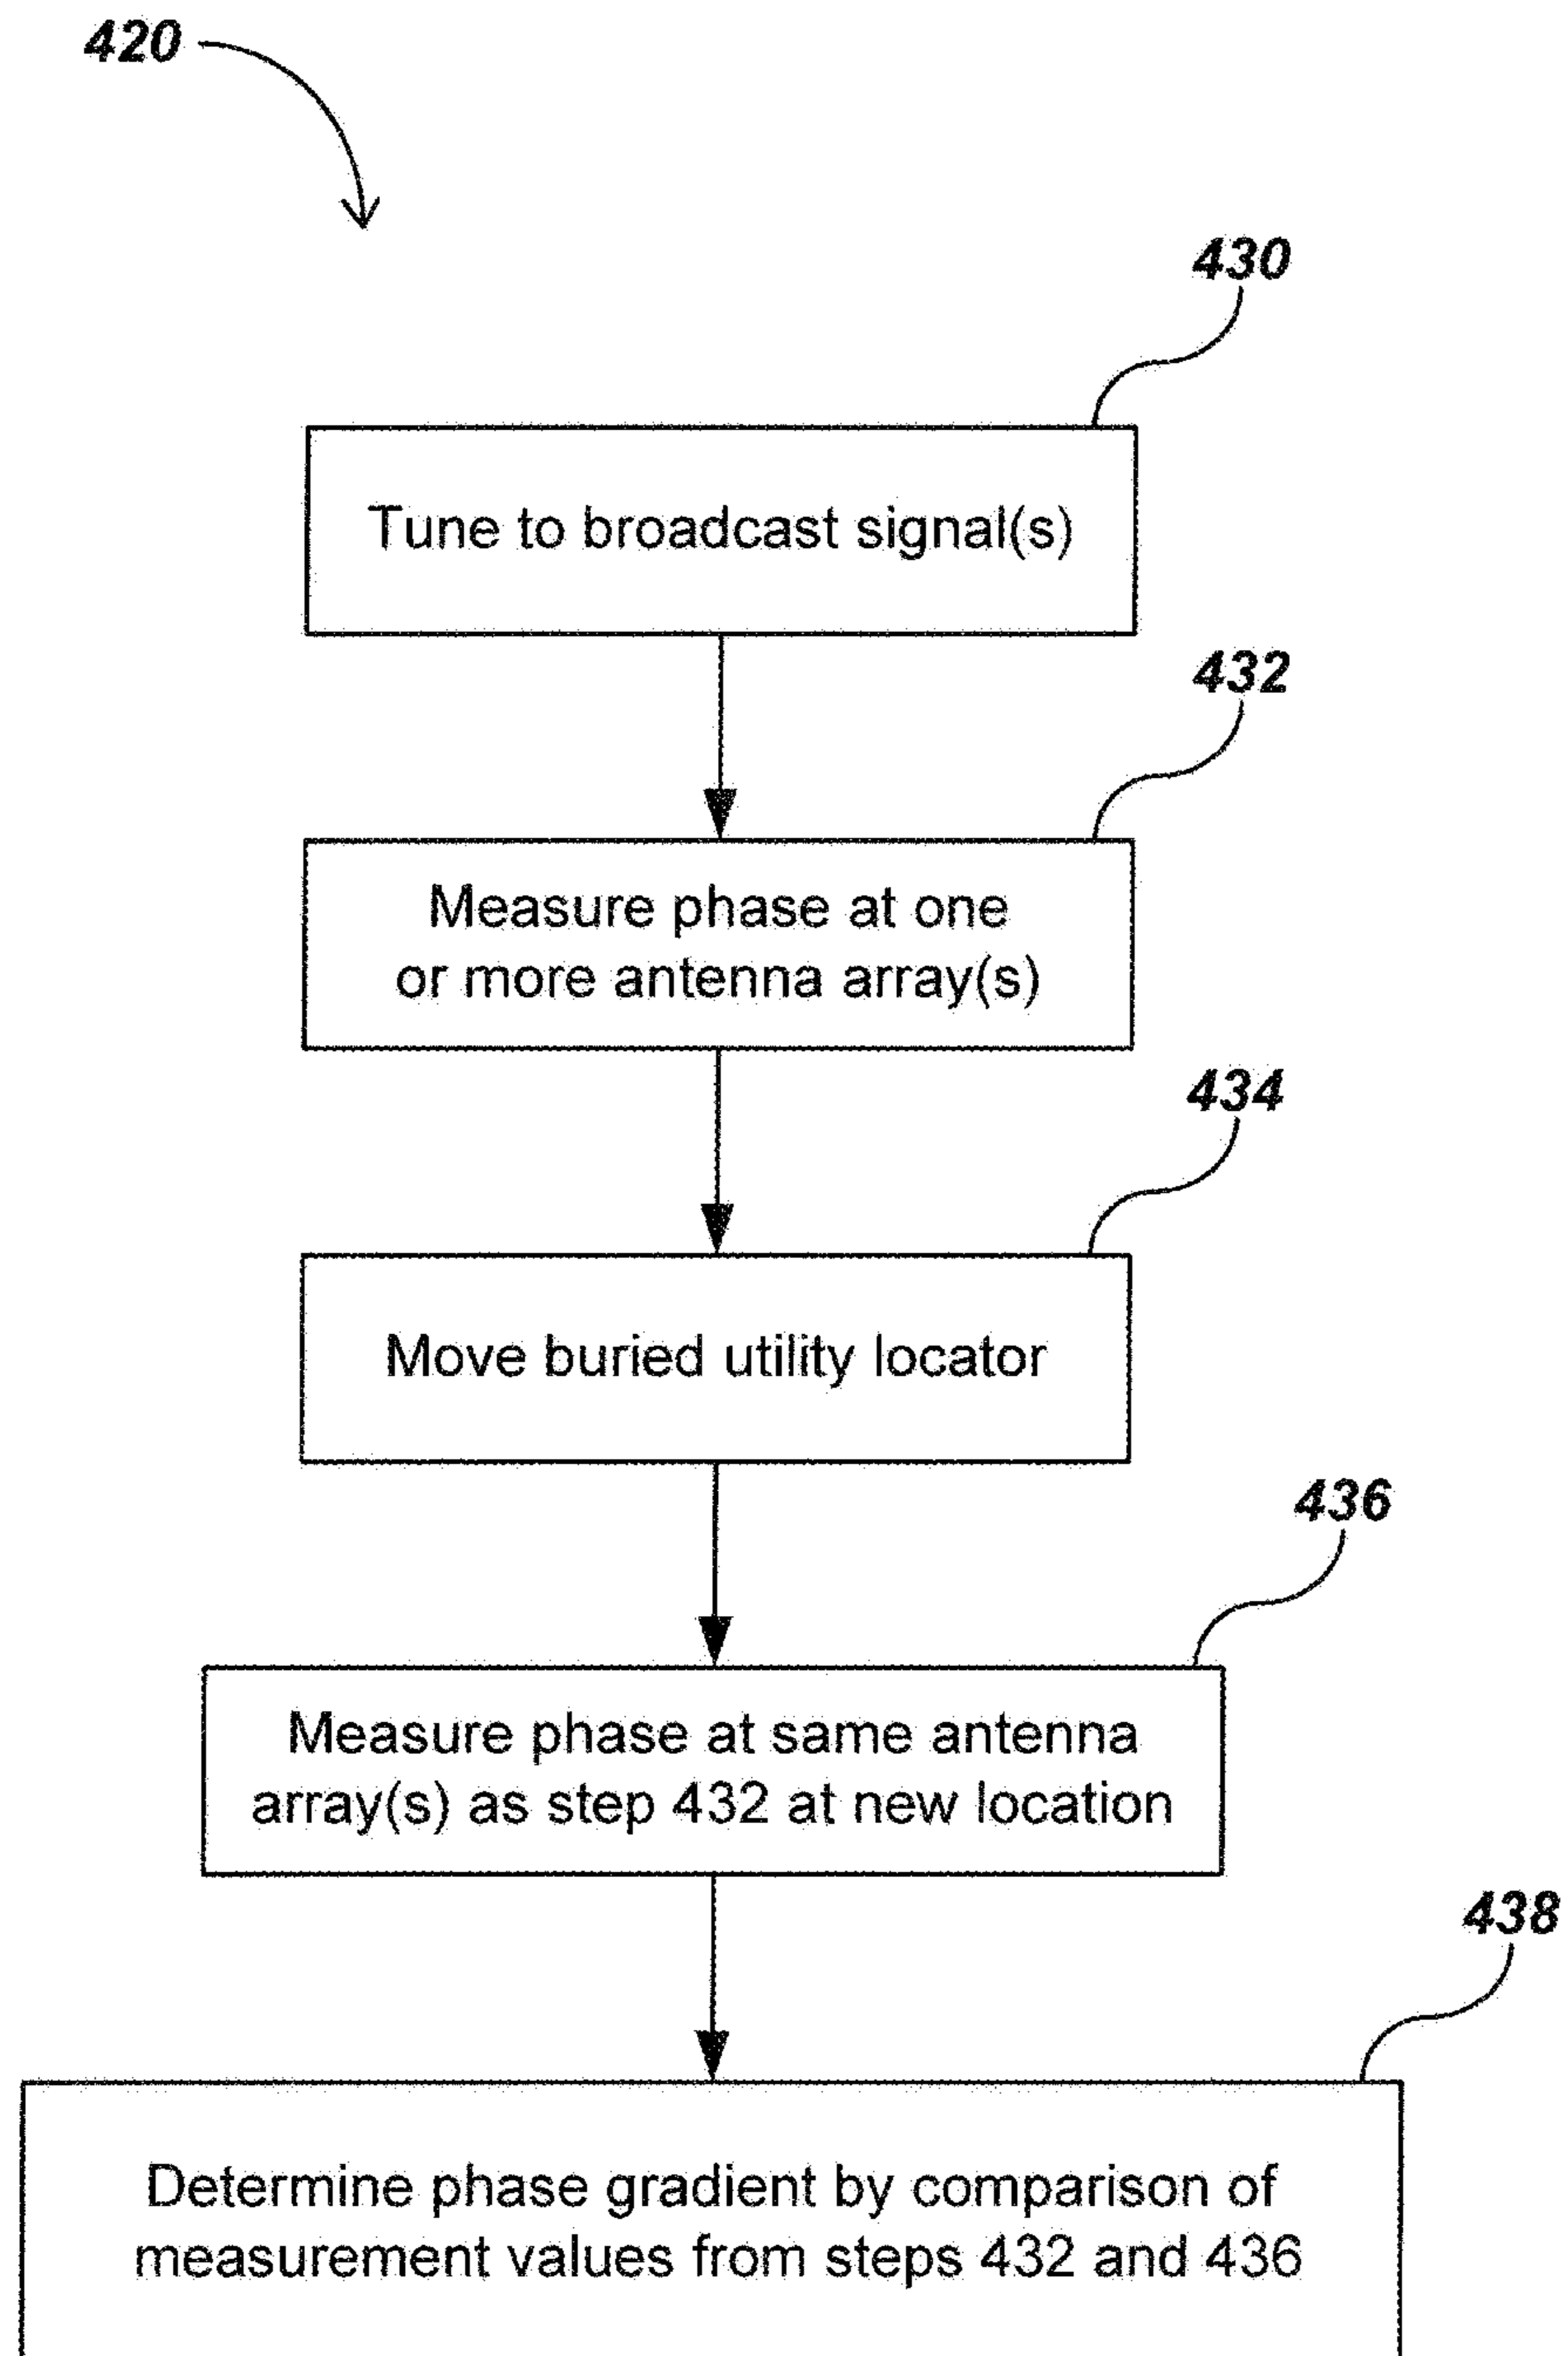 420
430
Tune to broadcast signal(s)
432
Measure phase at one
or more antenna array(s)
434
Move buried utility locator
436
Measure phase at same antenna
array(s) as step 432 at new location
438
Determine phase gradient by comparison of
measurement values from steps 432 and 436